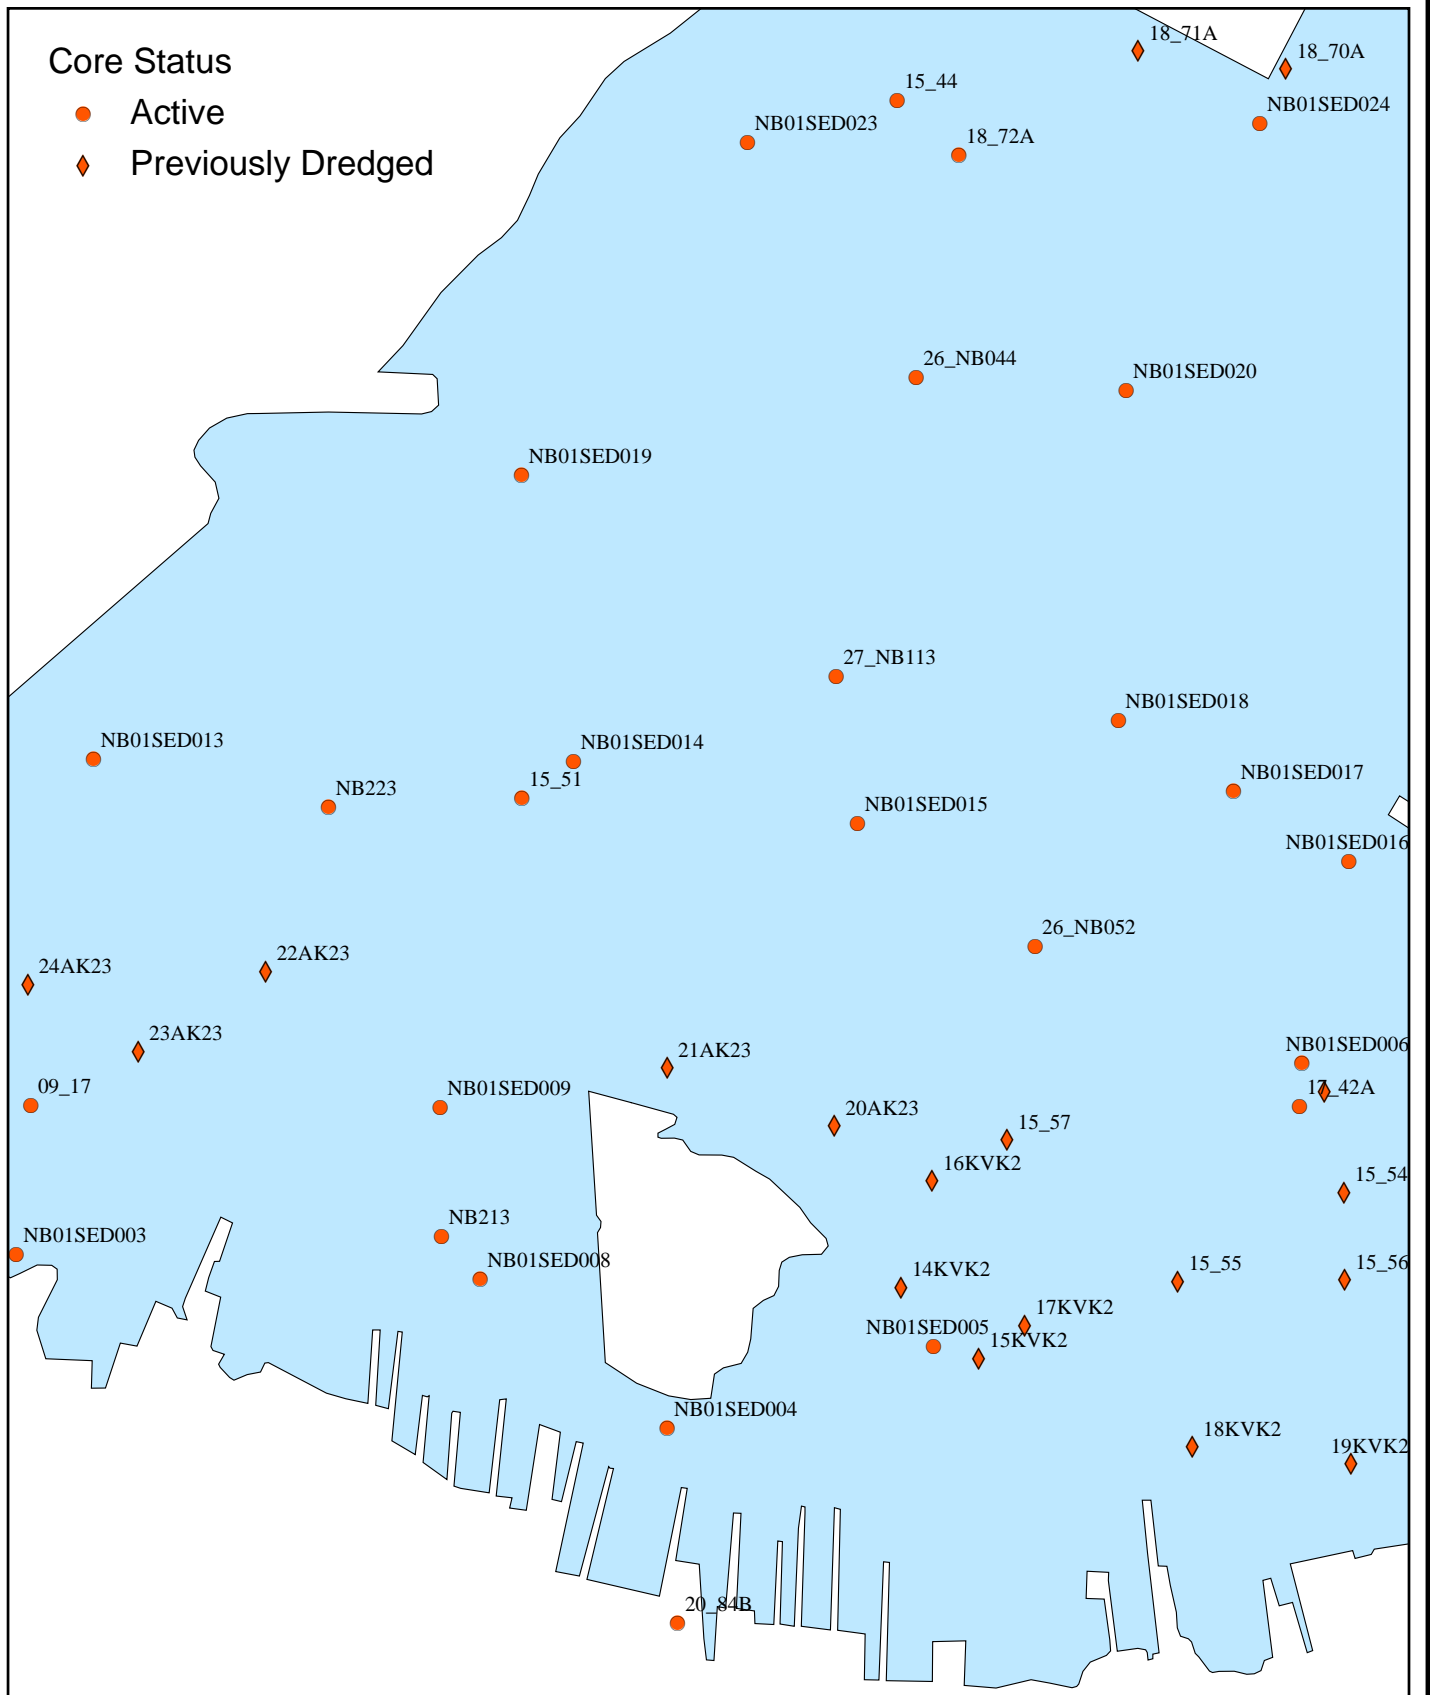 Core Status
Active
Previously Dredged
18_71A
18_70A
15_44
NB01SED024
NB01SED023
18_72A
26_NB044
NB01SED020
NB01SED019
27_NB113
NB01SED018
NB01SED013
NB01SED014
15_51
NB01SED017
NB223
NB01SED015
NB01SED016
26_NB052
22AK23
24AK23
23AK23
21AK23
NB01SED006
09_17
NB01SED009
17_42A
20AK23
15_57
16KVK2
15_54
NB213
NB01SED003
NB01SED008
15_55
15_56
14KVK2
17KVK2
NB01SED005
15KVK2
NB01SED004
18KVK2
19KVK2
20_84B